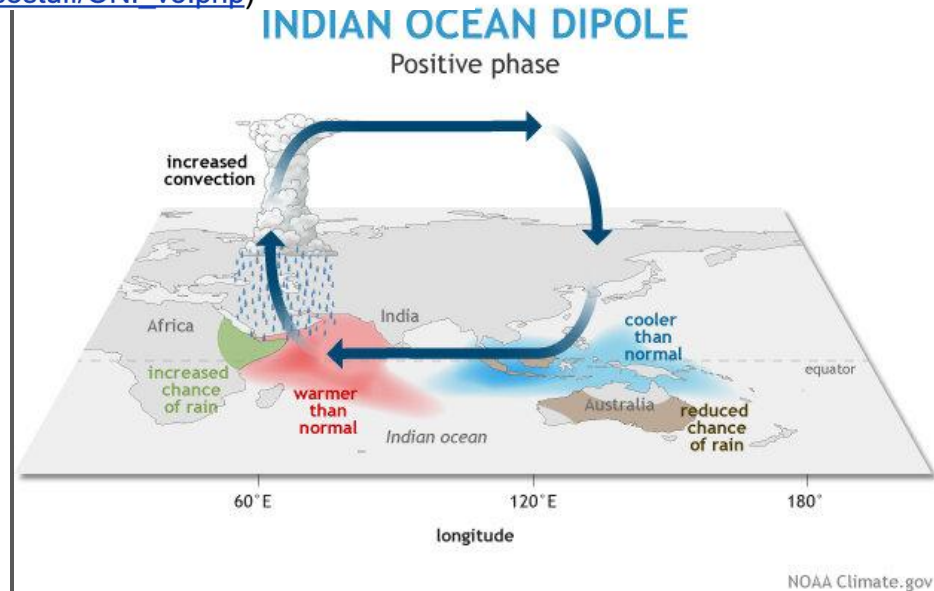 INDIAN OCEAN DIPOLE
Positive phase
increased
convection
Africa
India
cooler
than
normal
equator
increased
chance
of rain
warmer
than
normal
Indian ocean
Australia
reduced
chance
of rain
60°E
120°E
180°
longitude
NOAA Climate.gov